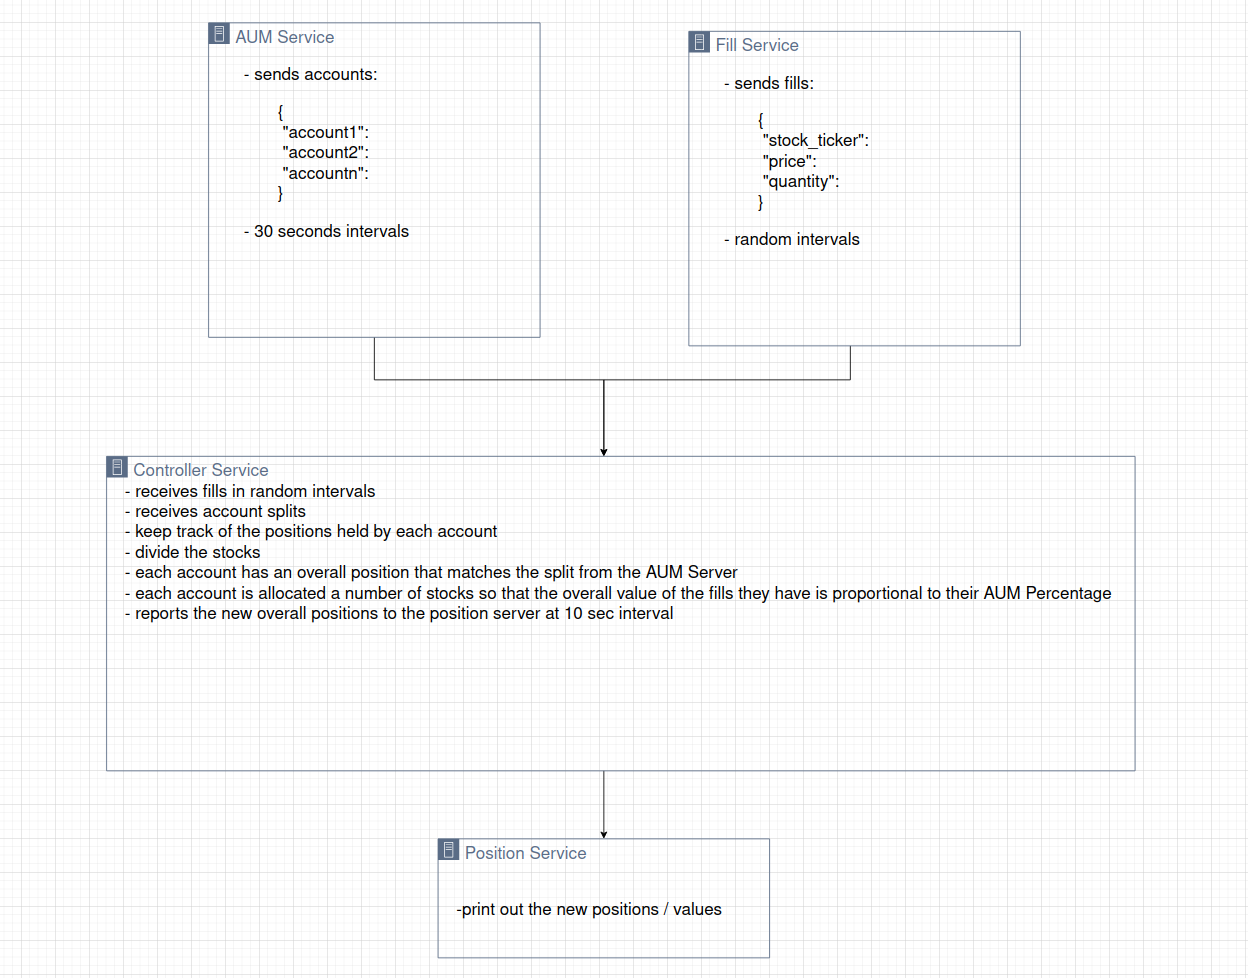 AUM Service
- sends accounts:
{
"account1":
"account2":
"accountn":
}
- 30 seconds intervals
Fill Service
- sends fills:
{
"stock_ticker":
"price":
"quantity":
}
- random intervals
Controller Service
- receives fills in random intervals
- receives account splits
- keep track of the positions held by each account
- divide the stocks
- each account has an overall position that matches the split from the AUM Server
- each account is allocated a number of stocks so that the overall value of the fills they have is proportional to their AUM Percentage
- reports the new overall positions to the position server at 10 sec interval
Position Service
-print out the new positions / values